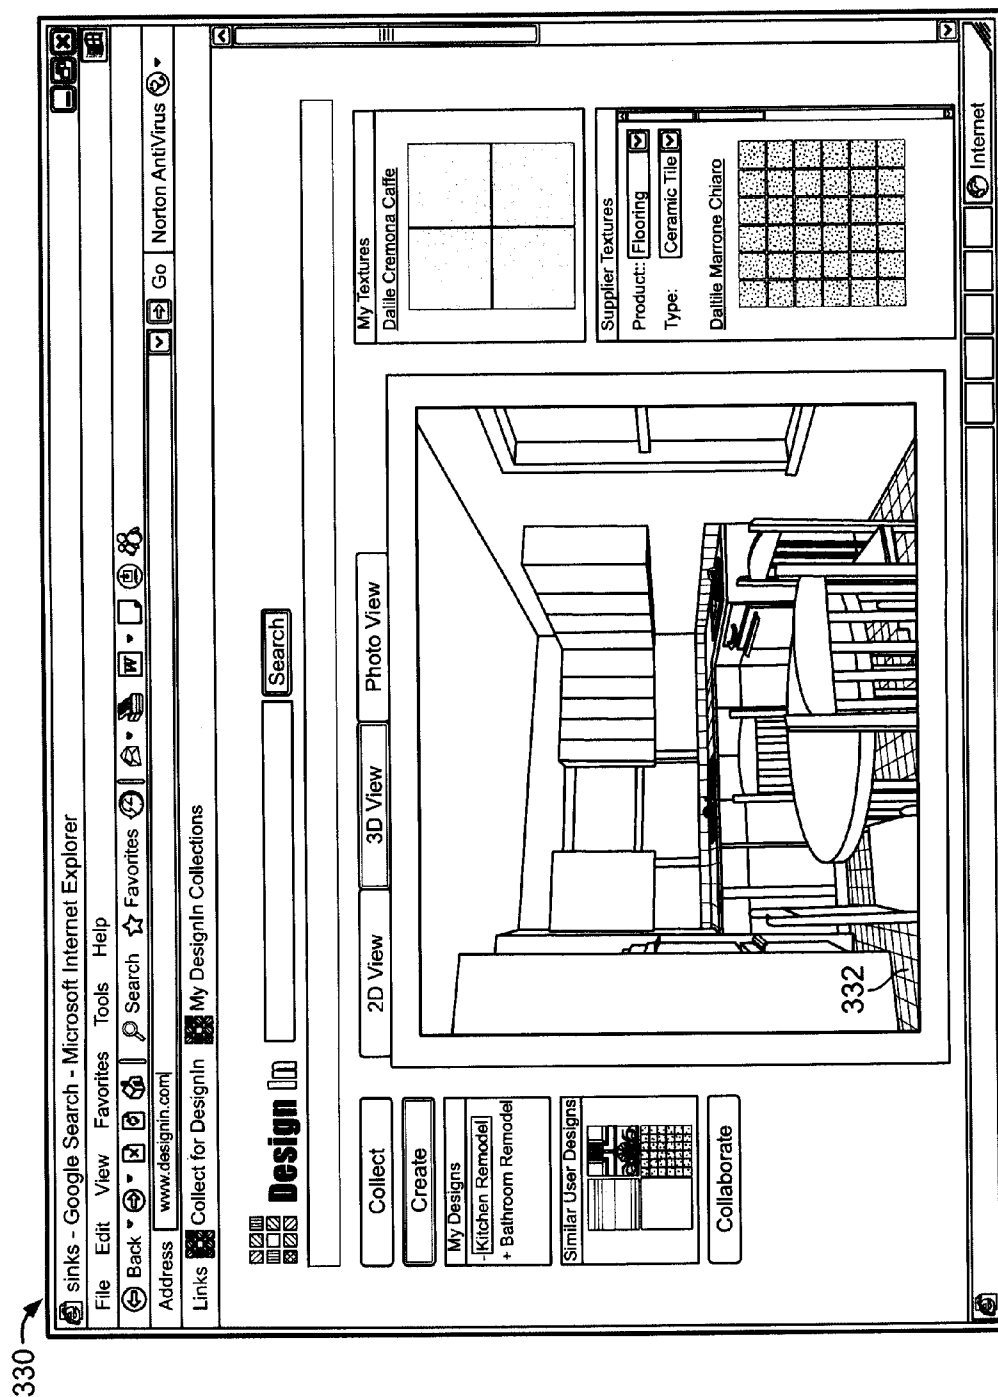 330
sinks - Google Search - Microsoft Internet Explorer
File Edit View Favorites Tools Help
Back Search Favorites W
Address www.designin.com Go Norton AntiVirus
Links Collect for DesignIn My DesignIn Collections
Design In Search
Collect
Create
My Designs
- Kitchen Remodel
+ Bathroom Remodel
Similar User Designs
Collaborate
2D View 3D View Photo View
332
My Textures
Dalile Cremona Caffe
Supplier Textures
Product:: Flooring
Type: Ceramic Tile
Daltile Marrone Chiaro
Internet